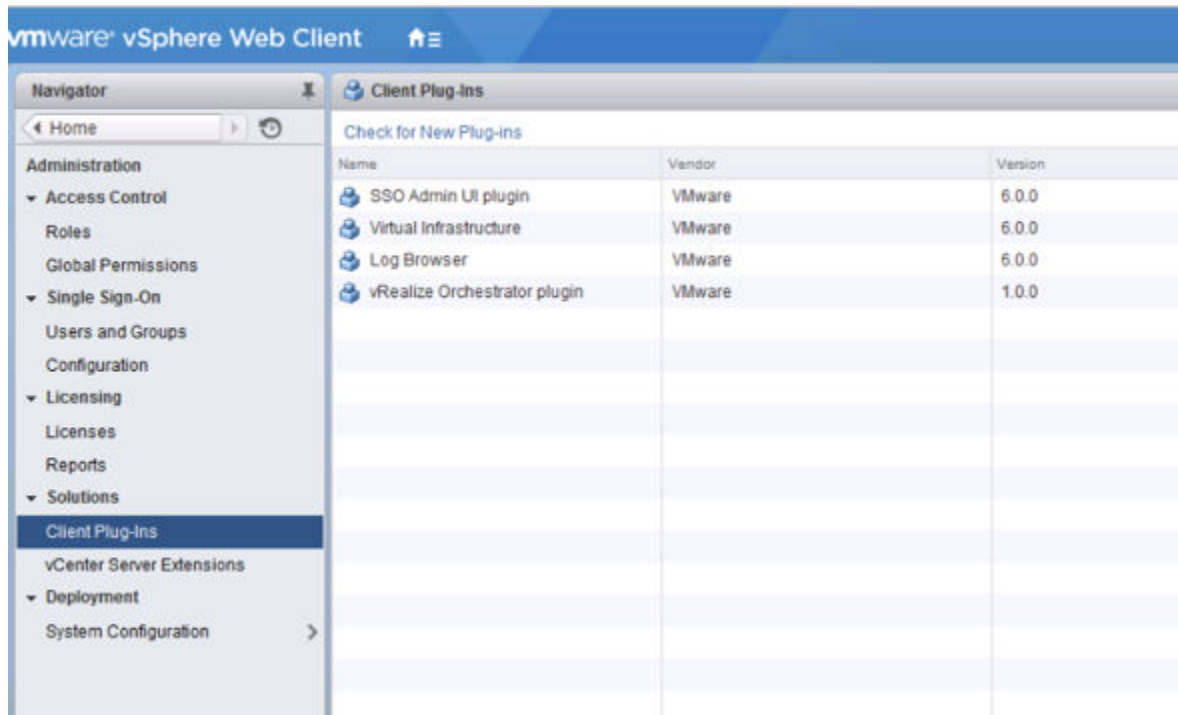 vmware® vSphere Web Client
Navigator
Home
Administration
Access Control
Roles
Global Permissions
Single Sign-On
Users and Groups
Configuration
Licensing
Licenses
Reports
Solutions
Client Plug-Ins
vCenter Server Extensions
Deployment
System Configuration
Client Plug-Ins
Check for New Plug-ins
Name Vendor Version
SSO Admin UI plugin VMware 6.0.0
Virtual Infrastructure VMware 6.0.0
Log Browser VMware 6.0.0
vRealize Orchestrator plugin VMware 1.0.0